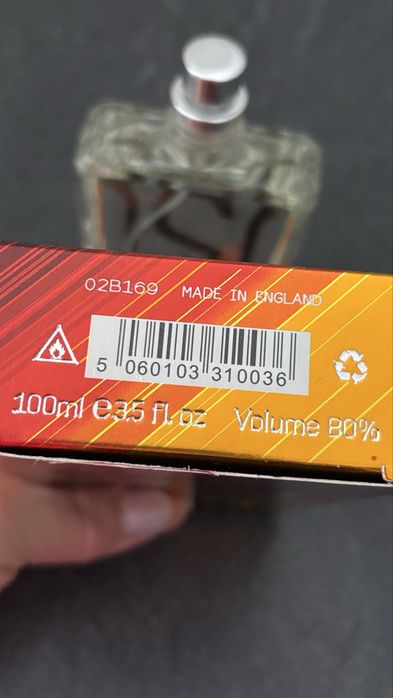 02B169 MADE IN ENGLAND
5 060103 310036
100ml e 3.5 fl. oz Volume 80%